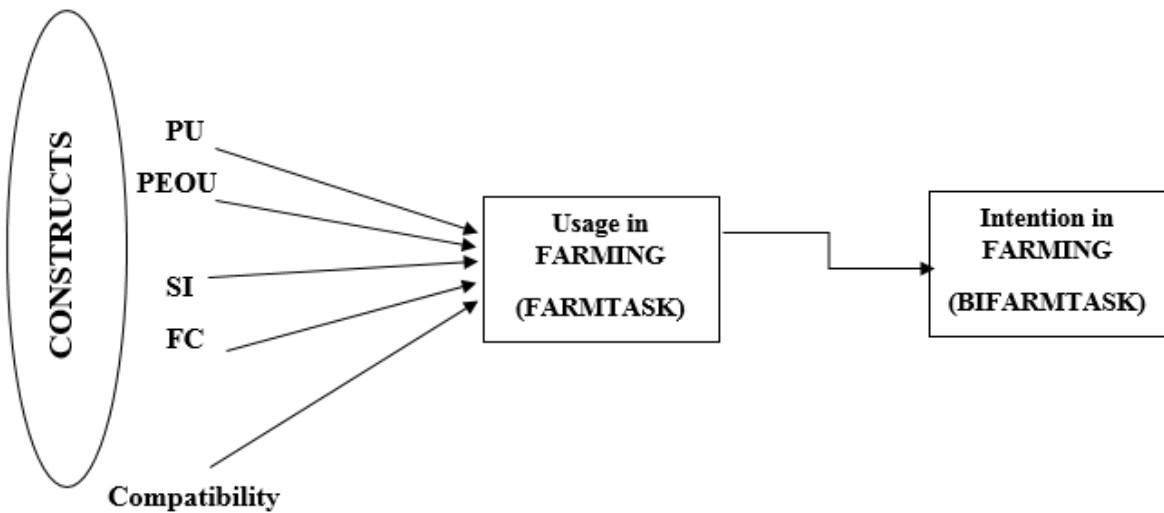 CONSTRUCTS
PU
PEOU
SI
FC
Compatibility
Usage in
FARMING
(FARMTASK)
Intention in
FARMING
(BIFARMTASK)